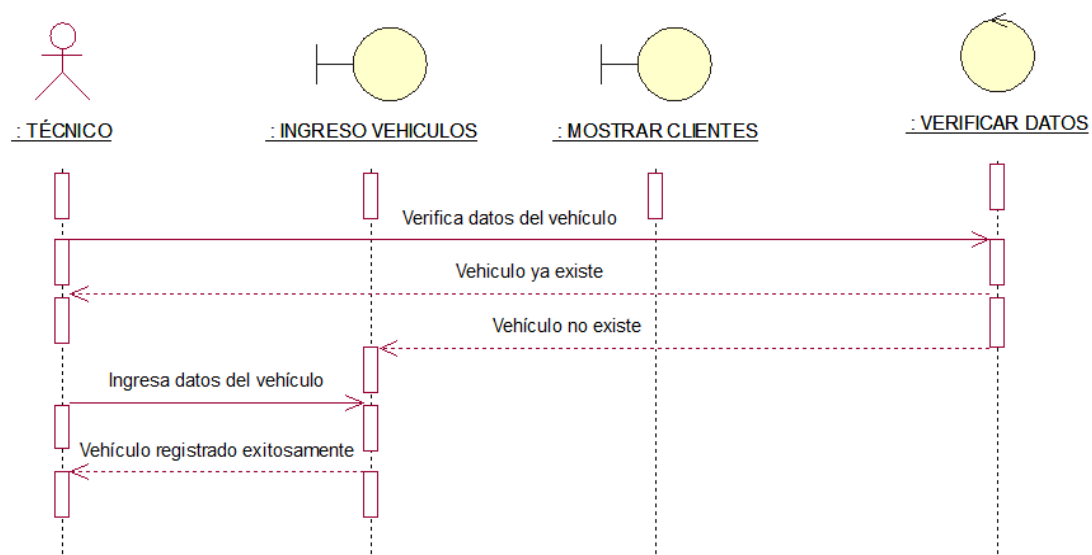 : TÉCNICO
: INGRESO VEHICULOS
: MOSTRAR CLIENTES
: VERIFICAR DATOS
Verifica datos del vehículo
Vehiculo ya existe
Vehículo no existe
Ingresa datos del vehículo
Vehículo registrado exitosamente